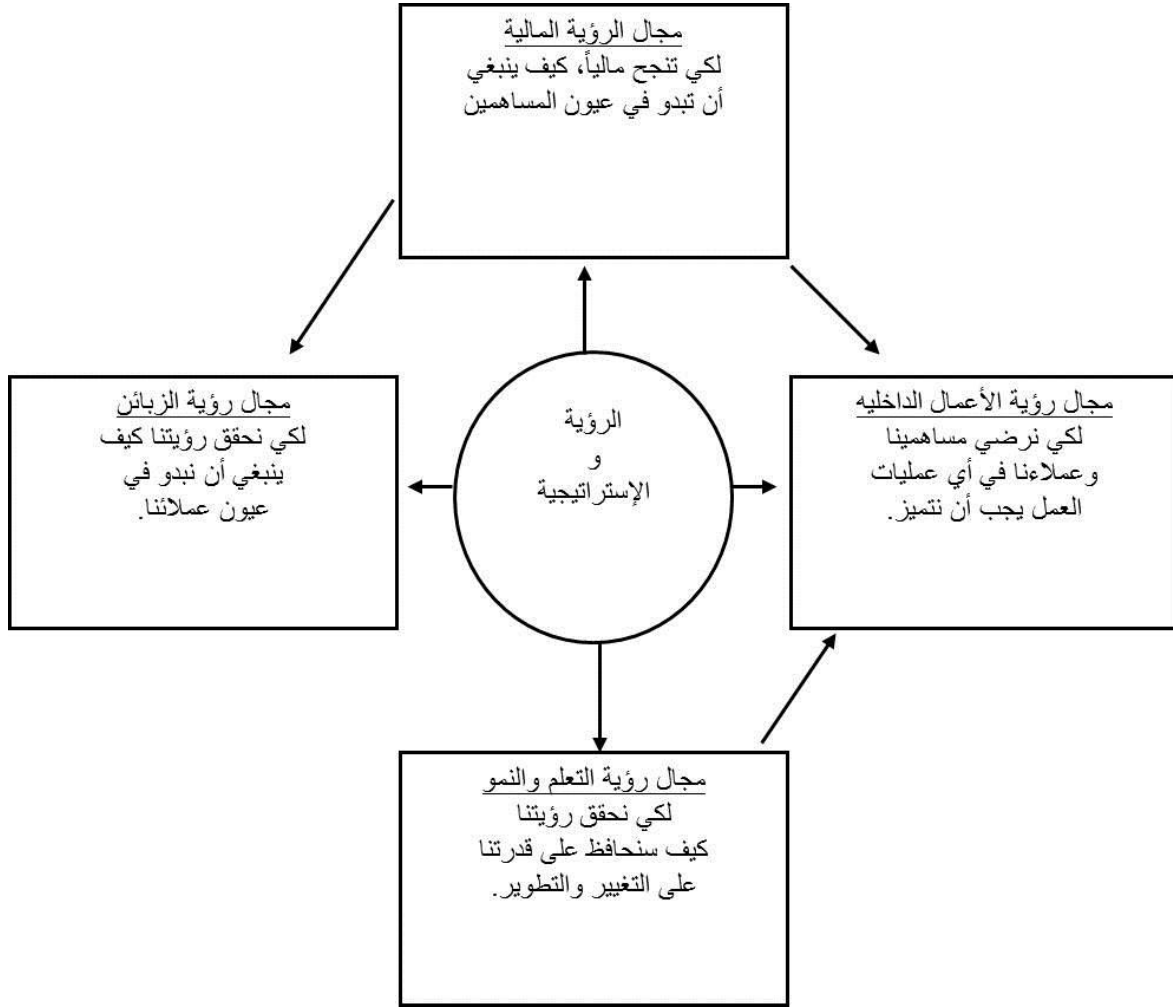 مجال الرؤية المالية
لكي تنجح مالياً، كيف ينبغي
أن تبدو في عيون المساهمين
مجال رؤية الأعمال الداخليه
لكي نرضي مساهمينا
وعملاءنا في أي عمليات
العمل يجب أن نتميز.
الرؤية
و
الإستراتيجية
مجال رؤية الزبائن
لكي نحقق رؤيتنا كيف
ينبغي أن نبدو في
عيون عملائنا.
مجال رؤية التعلم والنمو
لكي نحقق رؤيتنا
كيف سنحافظ على قدرتنا
على التغيير والتطوير.